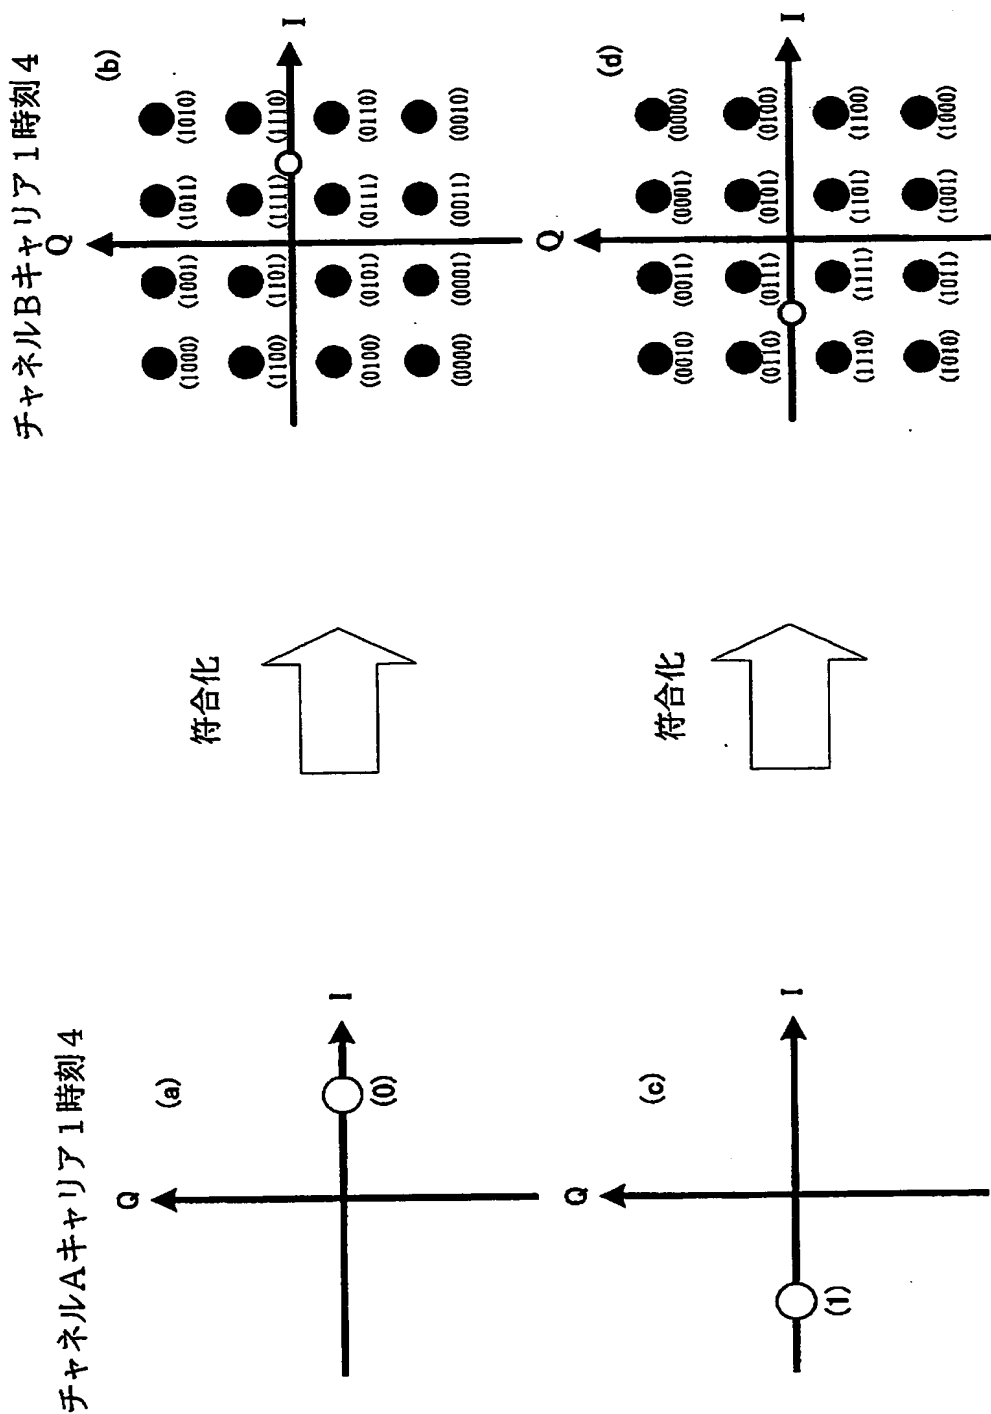 チャネルAキャリア1時刻4
チャネルBキャリア1時刻4
(a)
Q
I
(0)
符合化
(b)
Q
I
(1000) (1001) (1011) (1010)
(1100) (1101) (1111) (1110)
(0100) (0101) (0111) (0110)
(0000) (0001) (0011) (0010)
(c)
Q
I
(1)
符合化
(d)
Q
I
(0010) (0011) (0001) (0000)
(0110) (0111) (0101) (0100)
(1110) (1111) (1101) (1100)
(1010) (1011) (1001) (1000)